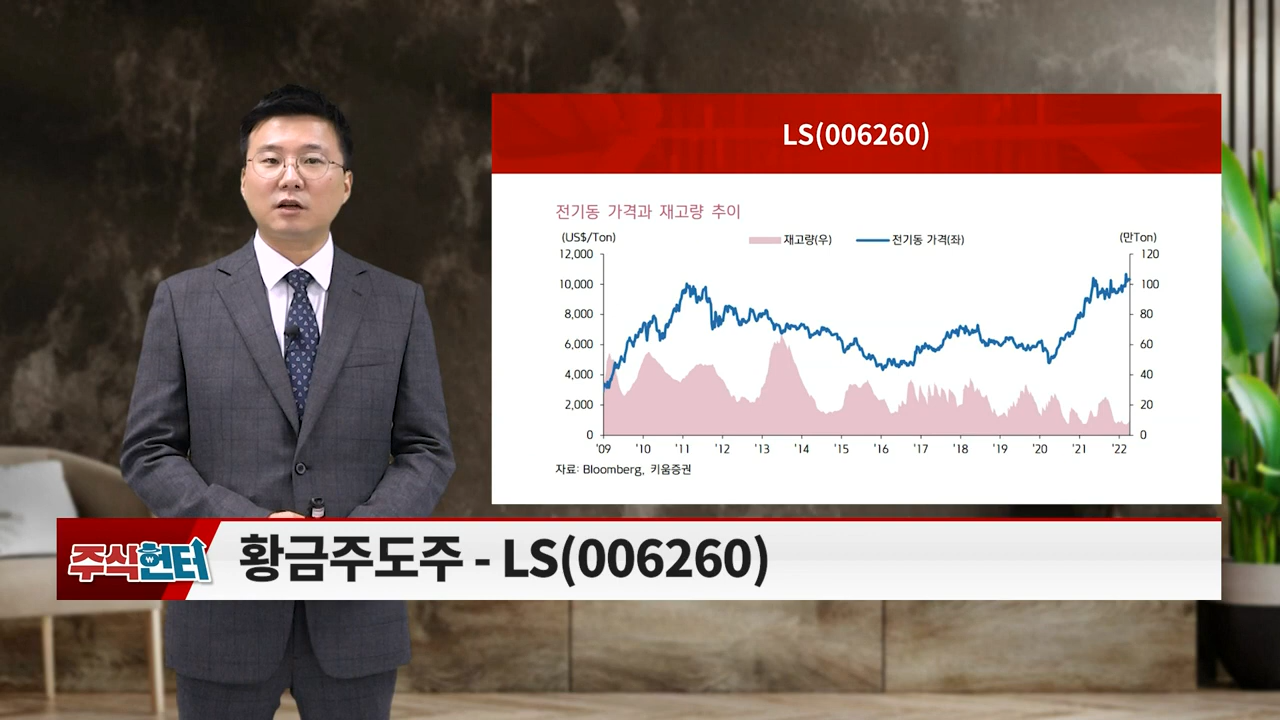 LS(006260)
전기동 가격과 재고량 추이
(US$/Ton)
재고량(우)
전기동 가격(좌)
(만Ton)
12,000
10,000
8,000
6,000
4,000
2,000
0
120
100
80
60
40
20
0
'09 '10 '11 '12 '13 '14 '15 '16 '17 '18 '19 '20 '21 '22
자료: Bloomberg, 키움증권
주식헌터
황금주도주 - LS(006260)